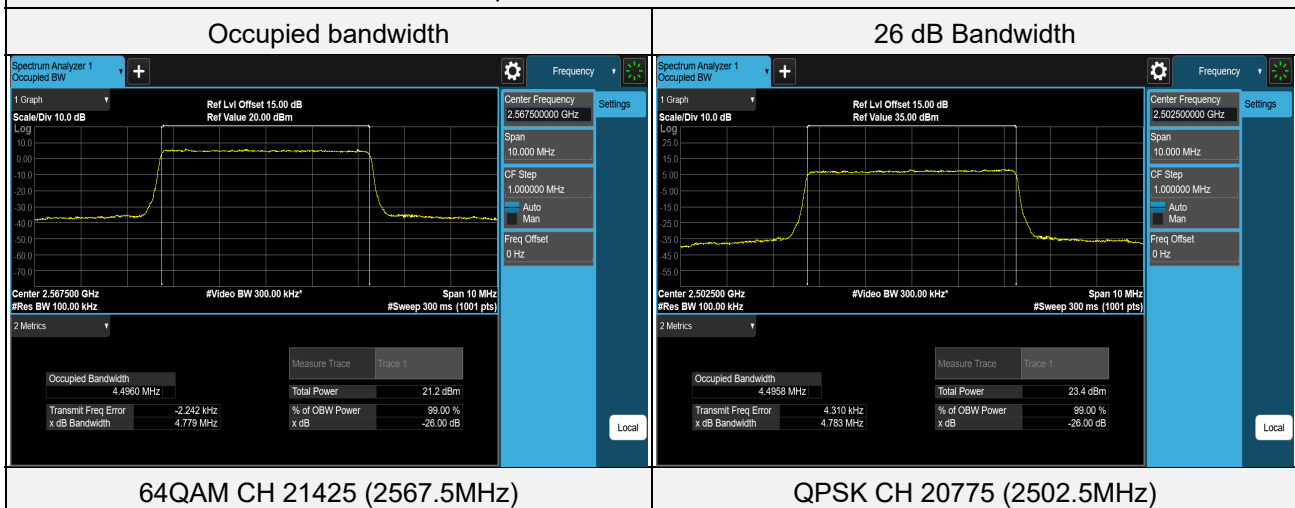 Occupied bandwidth
26 dB Bandwidth
Spectrum Analyzer 1
Occupied BW
+
Frequency
1 Graph
Scale/Div 10.0 dB
Ref Lvl Offset 15.00 dB
Ref Value 20.00 dBm
Log
10.0
0.00
-10.0
-20.0
-30.0
-40.0
-50.0
-60.0
-70.0
Center 2.567500 GHz
#Video BW 300.00 kHz*
Span 10 MHz
#Res BW 100.00 kHz
#Sweep 300 ms (1001 pts)
2 Metrics
Measure Trace Trace 1
Occupied Bandwidth
4.4960 MHz
Total Power 21.2 dBm
Transmit Freq Error -2.242 kHz
% of OBW Power 99.00 %
x dB Bandwidth 4.779 MHz
x dB -26.00 dB
Center Frequency
2.567500000 GHz
Settings
Span
10.000 MHz
CF Step
1.000000 MHz
Auto
Man
Freq Offset
0 Hz
Local
Spectrum Analyzer 1
Occupied BW
+
Frequency
1 Graph
Scale/Div 10.0 dB
Ref Lvl Offset 15.00 dB
Ref Value 35.00 dBm
Log
25.0
15.0
5.00
-5.00
-15.0
-25.0
-35.0
-45.0
-55.0
Center 2.502500 GHz
#Video BW 300.00 kHz*
Span 10 MHz
#Res BW 100.00 kHz
#Sweep 300 ms (1001 pts)
2 Metrics
Measure Trace Trace 1
Occupied Bandwidth
4.4958 MHz
Total Power 23.4 dBm
Transmit Freq Error 4.310 kHz
% of OBW Power 99.00 %
x dB Bandwidth 4.783 MHz
x dB -26.00 dB
Center Frequency
2.502500000 GHz
Settings
Span
10.000 MHz
CF Step
1.000000 MHz
Auto
Man
Freq Offset
0 Hz
Local
64QAM CH 21425 (2567.5MHz)
QPSK CH 20775 (2502.5MHz)